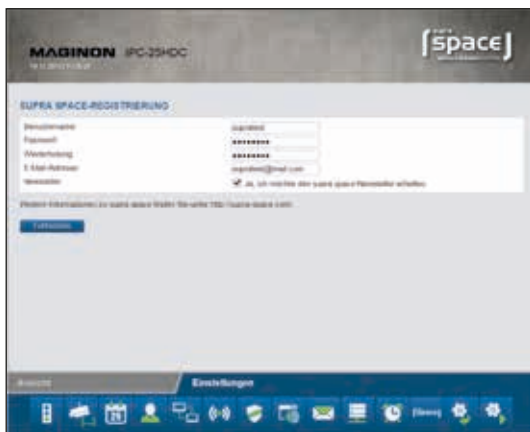 MAGINON IPC-25HDC
space
SUPRA SPACE-REGISTRIERUNG
Benutzername
Passwort
Wiederholung
E-Mail-Adresse
Newsletter
Ja, ich möchte den supra space-Newsletter erhalten
Weitere Informationen zu supra space finden Sie unter http://supra-space.com
Ansicht
Einstellungen